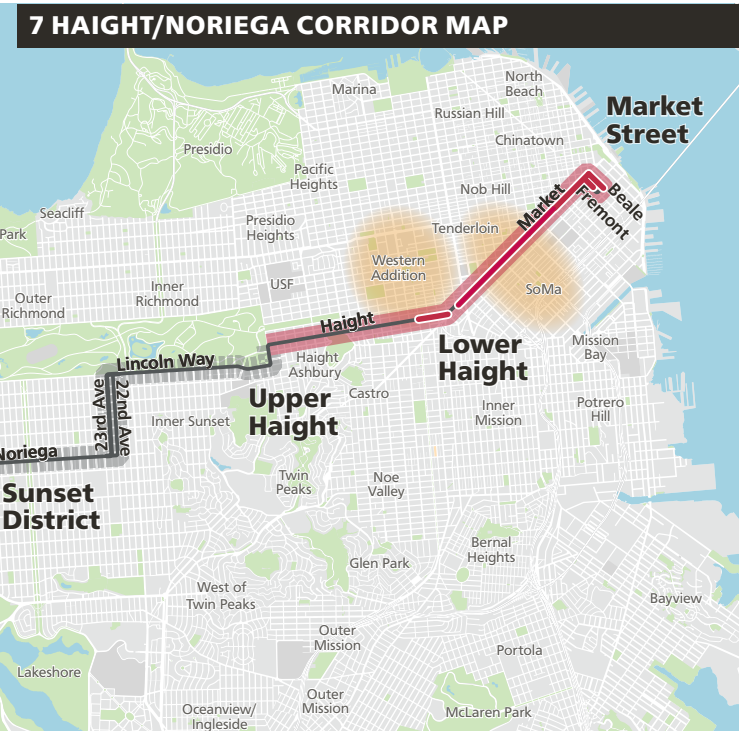 7 HAIGHT/NORIEGA CORRIDOR MAP
North
Beach
Marina
Market
Street
Russian Hill
Chinatown
Presidio
Pacific
Heights
Nob Hill
Beale
Fremont
Market
Seacliff
Park
Presidio
Heights
Tenderloin
Western
Addition
USF
SoMa
Inner
Richmond
Outer
Richmond
Haight
Lower
Haight
Mission
Bay
Lincoln Way
Haight
Ashbury
23rd Ave
22nd Ave
Upper
Haight
Castro
Inner
Mission
Potrero
Hill
Inner Sunset
Noriega
Sunset
District
Twin
Peaks
Noe
Valley
Bernal
Heights
Glen Park
West of
Twin Peaks
Bayview
Outer
Mission
Portola
Lakeshore
Outer
Mission
Oceanview/
Ingleside
McLaren Park